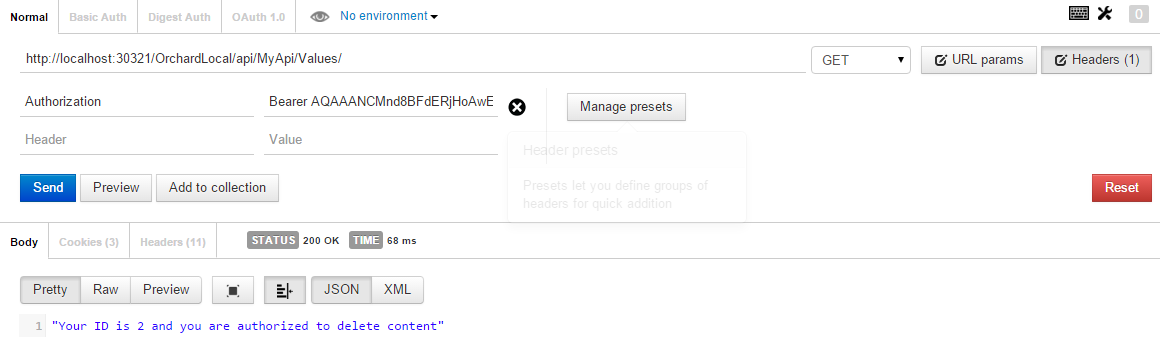 Normal Basic Auth Digest Auth OAuth 1.0 No environment 0
http://localhost:30321/OrchardLocal/api/MyApi/Values/ GET URL params Headers (1)
Authorization Bearer AQAAANCMnd8BFdERjHoAwE Manage presets
Header Value
Header presets
Presets let you define groups of
headers for quick addition
Send Preview Add to collection Reset
Body Cookies (3) Headers (11) STATUS 200 OK TIME 68 ms
Pretty Raw Preview JSON XML
1 "Your ID is 2 and you are authorized to delete content"